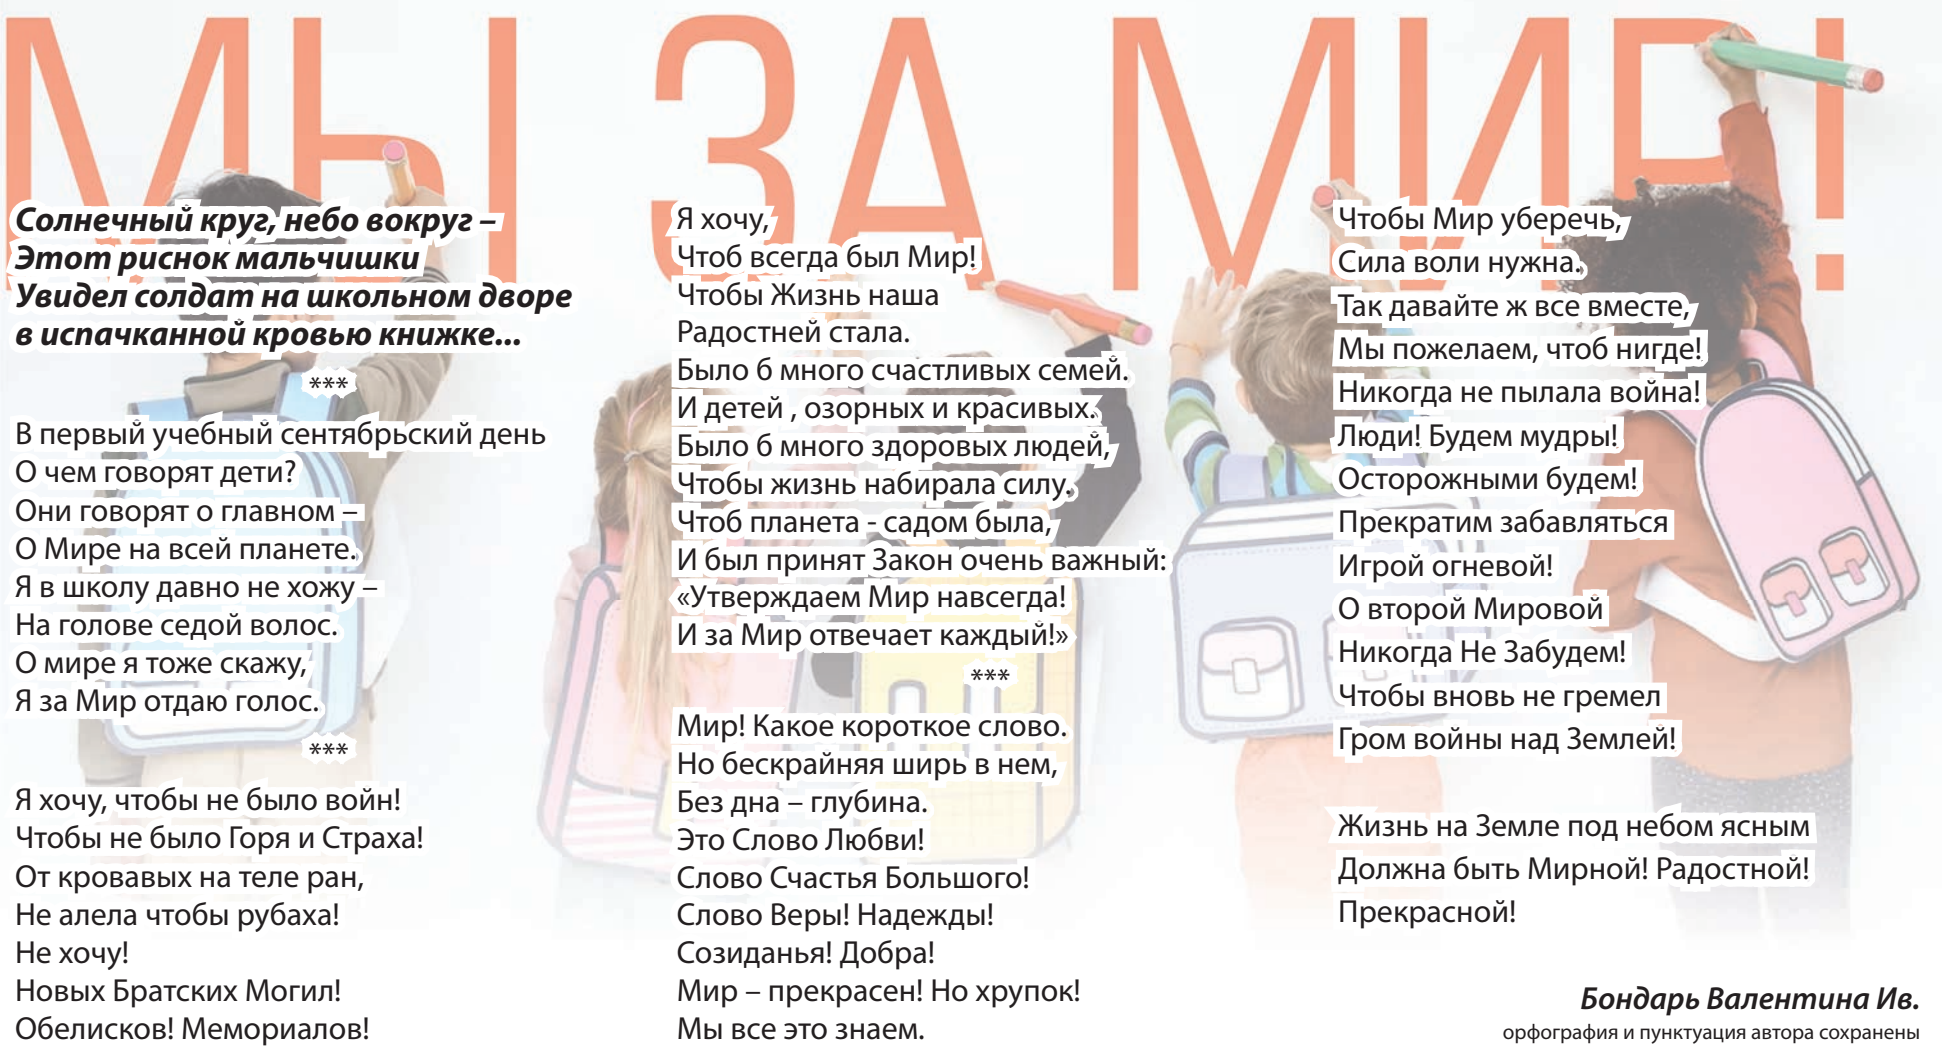 МЫ ЗА МИР!
Солнечный круг, небо вокруг –
Этот риснок мальчишки
Увидел солдат на школьном дворе
в испачканной кровью книжке...
***
В первый учебный сентябрьский день
О чем говорят дети?
Они говорят о главном –
О Мире на всей планете.
Я в школу давно не хожу –
На голове седой волос.
О мире я тоже скажу,
Я за Мир отдаю голос.
***
Я хочу, чтобы не было войн!
Чтобы не было Горя и Страха!
От кровавых на теле ран,
Не алела чтобы рубаха!
Не хочу!
Новых Братских Могил!
Обелисков! Мемориалов!
Я хочу,
Чтоб всегда был Мир!
Чтобы Жизнь наша
Радостней стала.
Было б много счастливых семей.
И детей , озорных и красивых.
Было б много здоровых людей,
Чтобы жизнь набирала силу.
Чтоб планета - садом была,
И был принят Закон очень важный:
«Утверждаем Мир навсегда!
И за Мир отвечает каждый!»
***
Мир! Какое короткое слово.
Но бескрайняя ширь в нем,
Без дна – глубина.
Это Слово Любви!
Слово Счастья Большого!
Слово Веры! Надежды!
Созиданья! Добра!
Мир – прекрасен! Но хрупок!
Мы все это знаем.
Чтобы Мир уберечь,
Сила воли нужна.
Так давайте ж все вместе,
Мы пожелаем, чтоб нигде!
Никогда не пылала война!
Люди! Будем мудры!
Осторожными будем!
Прекратим забавляться
Игрой огневой!
О второй Мировой
Никогда Не Забудем!
Чтобы вновь не гремел
Гром войны над Землей!
Жизнь на Земле под небом ясным
Должна быть Мирной! Радостной!
Прекрасной!
Бондарь Валентина Ив.
орфография и пунктуация автора сохранены